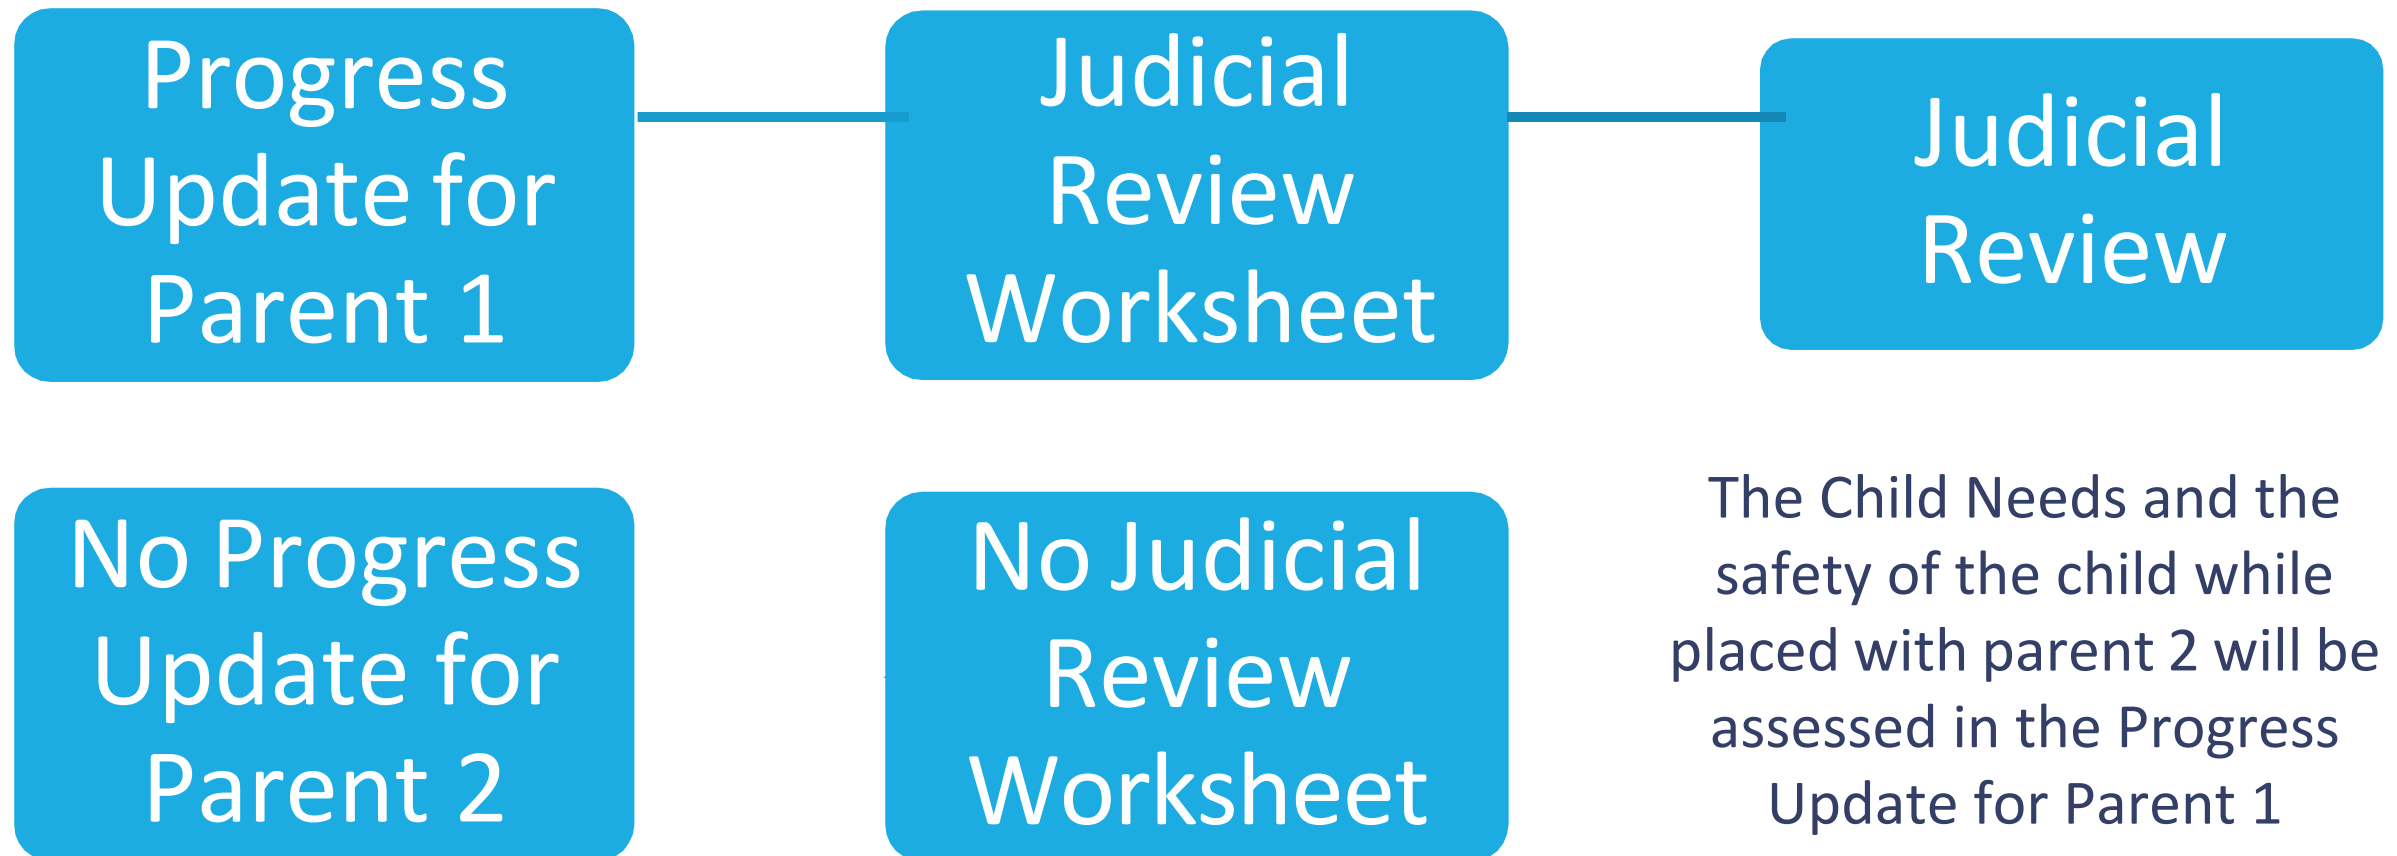 Progress
Update for
Parent 1
Judicial
Review
Worksheet
Judicial
Review
No Progress
Update for
Parent 2
No Judicial
Review
Worksheet
The Child Needs and the
safety of the child while
placed with parent 2 will be
assessed in the Progress
Update for Parent 1